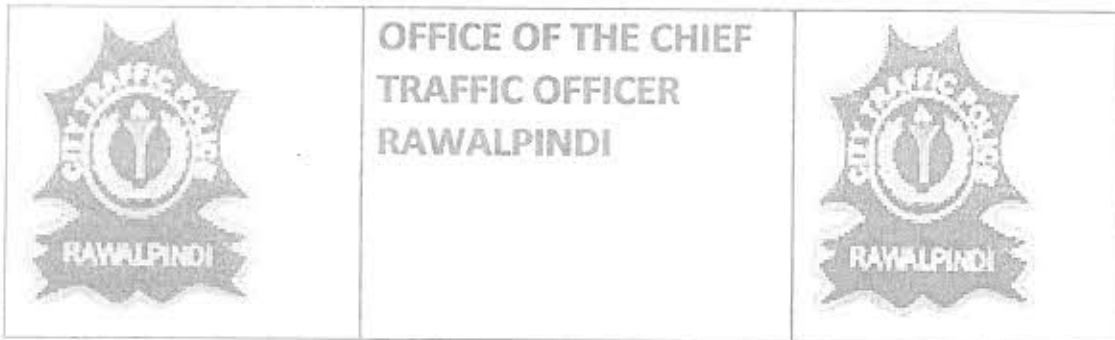 CITY TRAFFIC POLICE
RAWALPINDI
OFFICE OF THE CHIEF
TRAFFIC OFFICER
RAWALPINDI
CITY TRAFFIC POLICE
RAWALPINDI